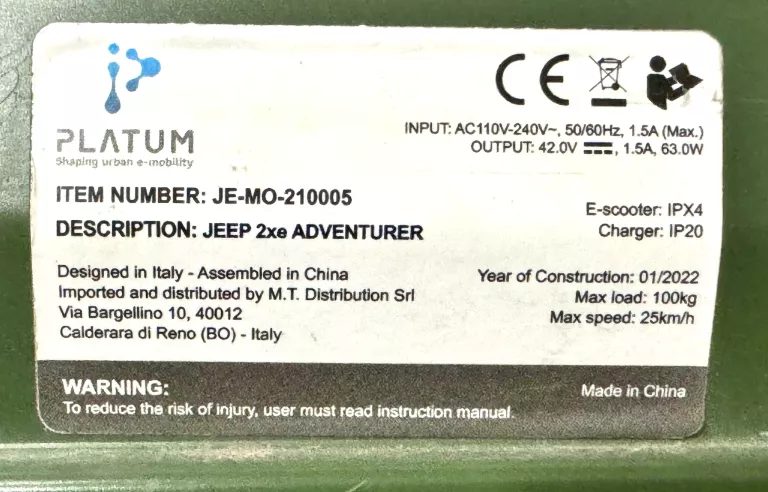 PLATUM
Shaping urban e-mobility
CE
INPUT: AC110V-240V~, 50/60Hz, 1.5A (Max.)
OUTPUT: 42.0V ⎓, 1.5A, 63.0W
ITEM NUMBER: JE-MO-210005
DESCRIPTION: JEEP 2xe ADVENTURER
E-scooter: IPX4
Charger: IP20
Designed in Italy - Assembled in China
Imported and distributed by M.T. Distribution Srl
Via Bargellino 10, 40012
Calderara di Reno (BO) - Italy
Year of Construction: 01/2022
Max load: 100kg
Max speed: 25km/h
WARNING:
To reduce the risk of injury, user must read instruction manual.
Made in China